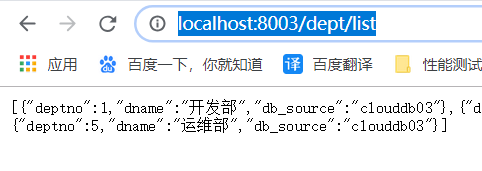 localhost:8003/dept/list
应用 百度一下，你就知道 译 百度翻译 性能测试
[{"deptno":1,"dname":"开发部","db_source":"clouddb03"},{"d
{"deptno":5,"dname":"运维部","db_source":"clouddb03"}]